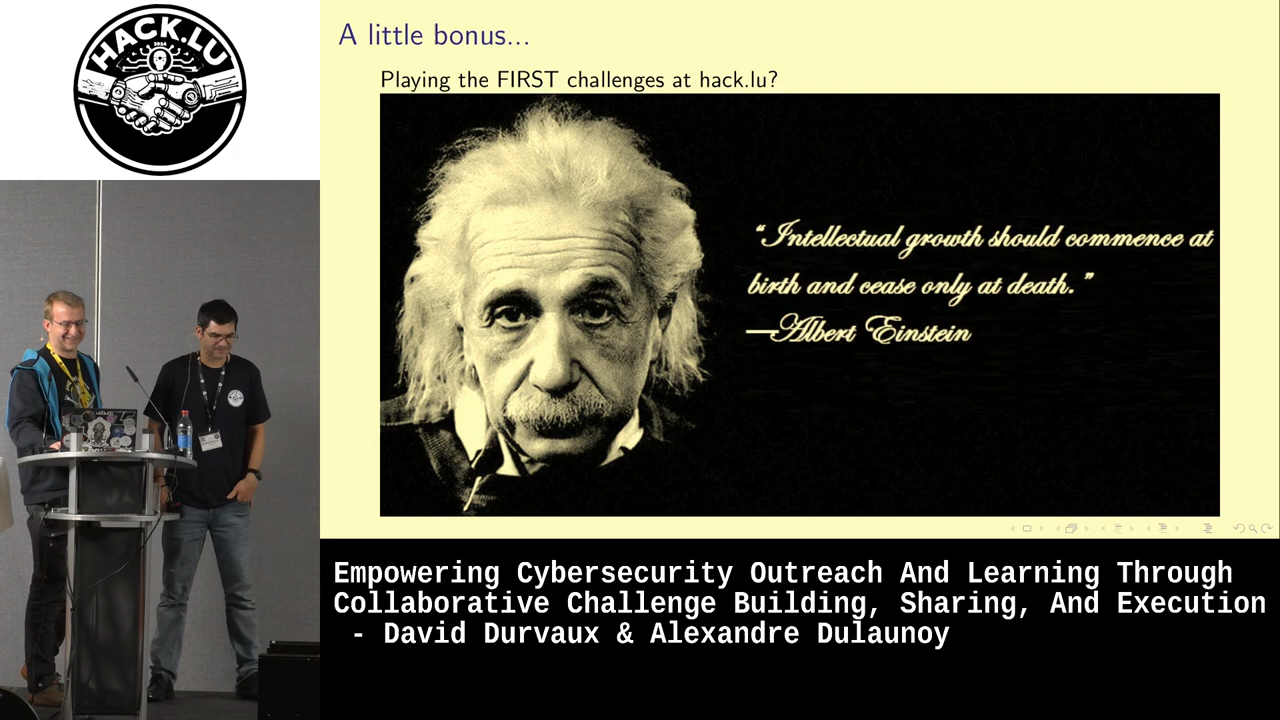 HACK.LU
2024
A little bonus...
Playing the FIRST challenges at hack.lu?
“Intellectual growth should commence at
birth and cease only at death.”
—Albert Einstein
Empowering Cybersecurity Outreach And Learning Through
Collaborative Challenge Building, Sharing, And Execution
- David Durvaux & Alexandre Dulaunoy